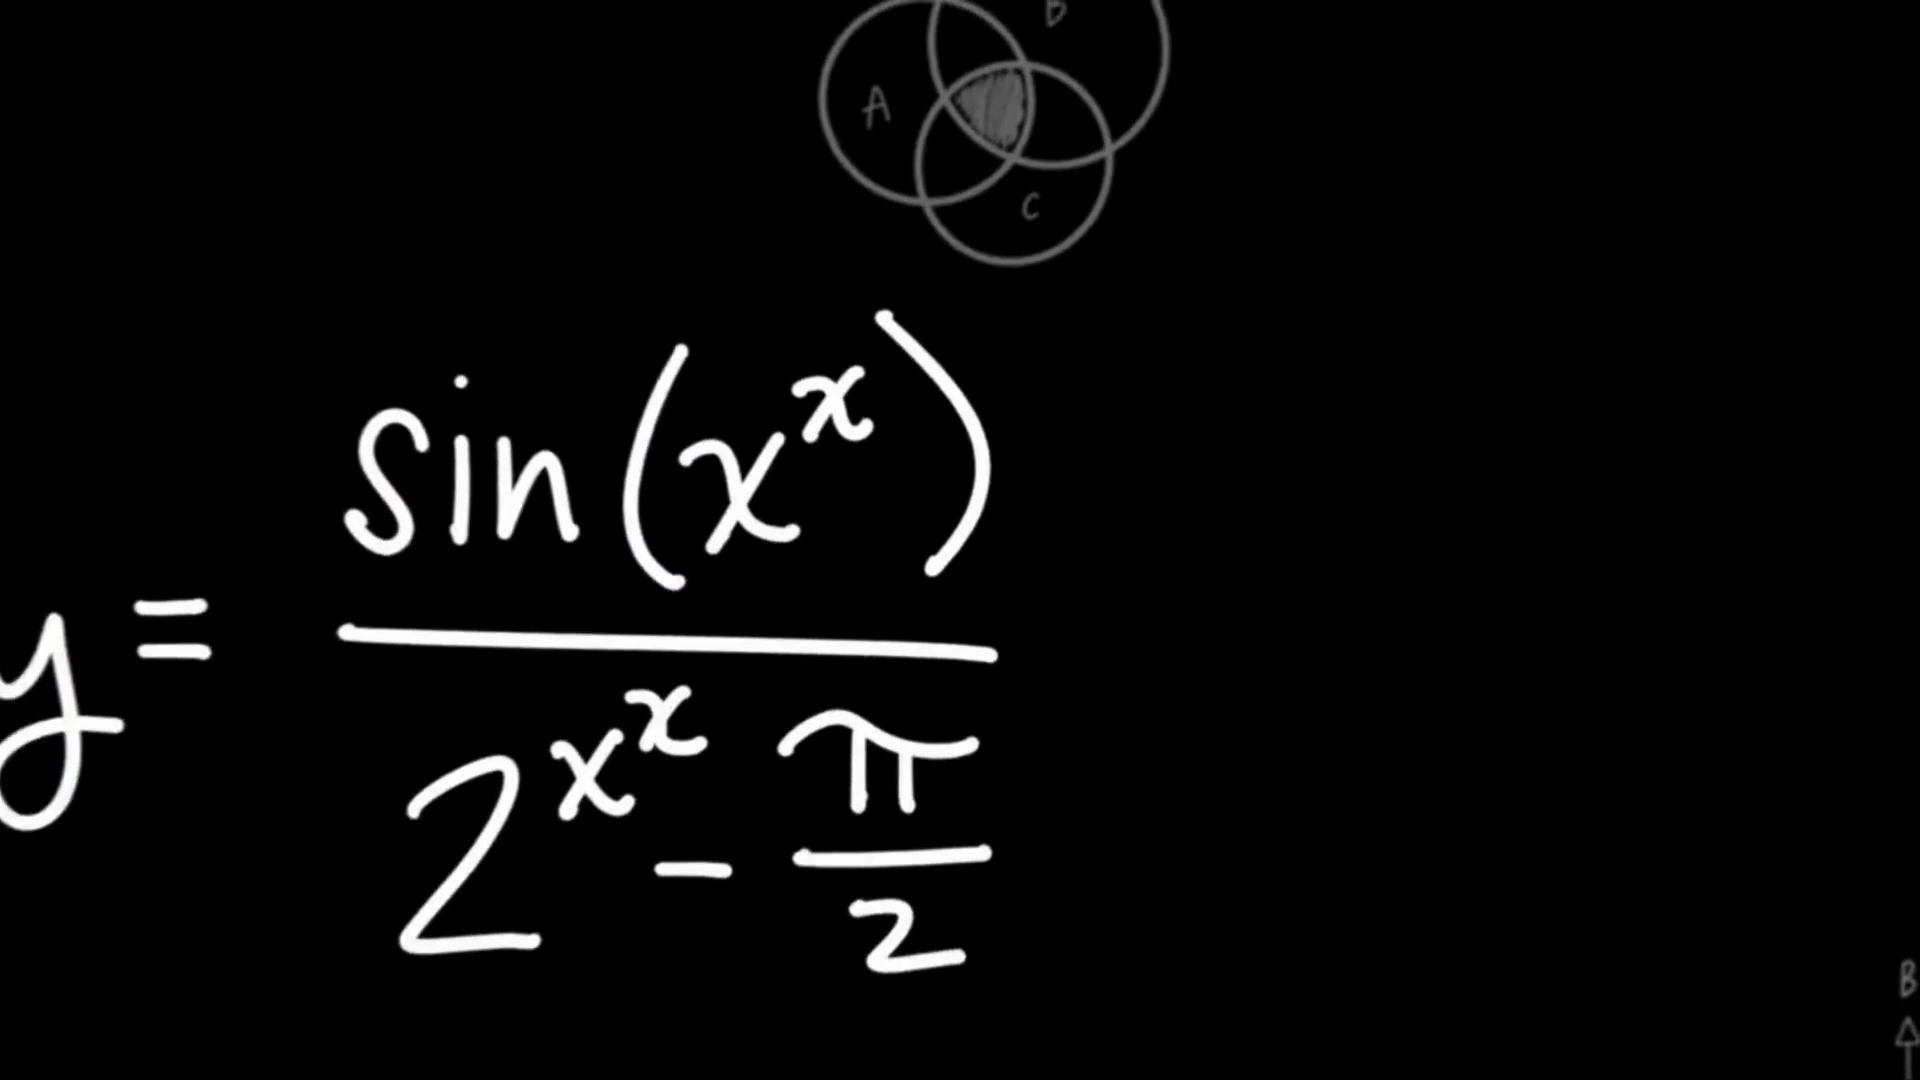 B
A
C
y = sin(x^x) / (2^(x^x) - π/2)
B